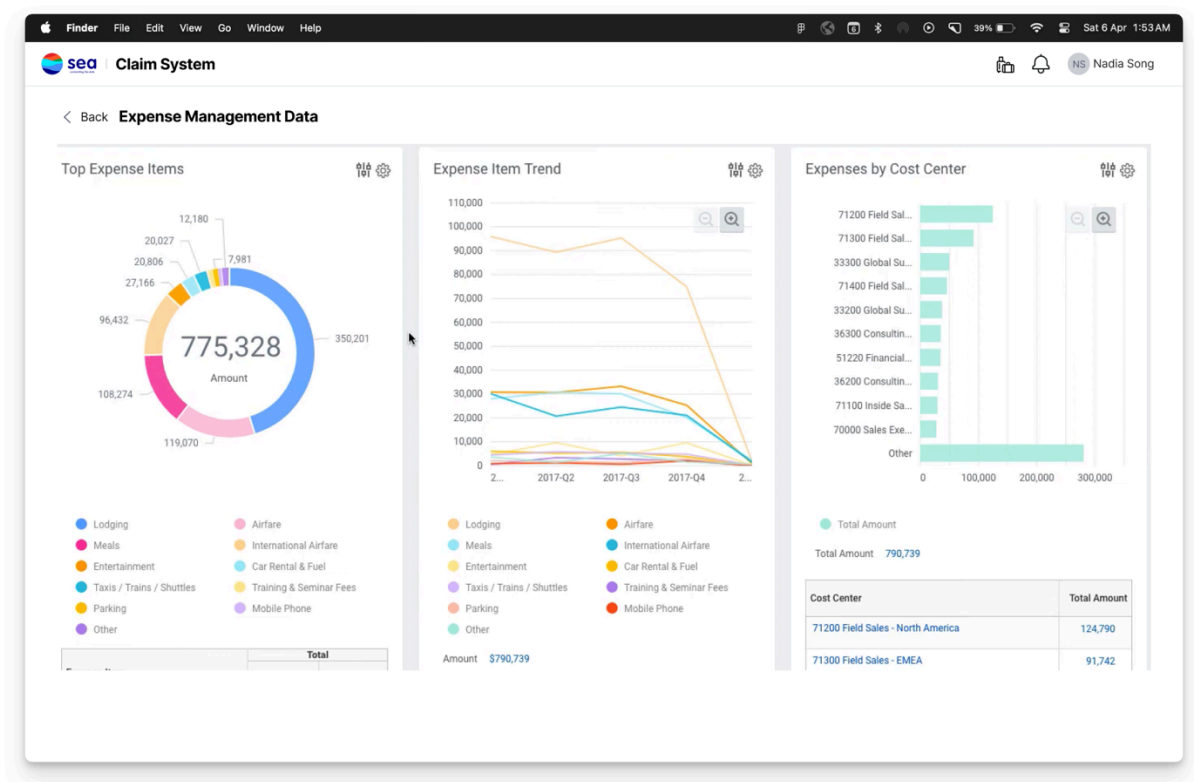 Finder File Edit View Go Window Help 6 39% Sat 6 Apr 1:53 AM
sea Claim System NS Nadia Song
Back Expense Management Data
Top Expense Items
12,180
20,027
20,806
7,981
27,166
96,432
775,328
Amount
350,201
108,274
119,070
Lodging Airfare
Meals International Airfare
Entertainment Car Rental & Fuel
Taxis / Trains / Shuttles Training & Seminar Fees
Parking Mobile Phone
Other
Total
Expense Item Trend
110,000
100,000
90,000
80,000
70,000
60,000
50,000
40,000
30,000
20,000
10,000
0
2... 2017-Q2 2017-Q3 2017-Q4 2...
Lodging Airfare
Meals International Airfare
Entertainment Car Rental & Fuel
Taxis / Trains / Shuttles Training & Seminar Fees
Parking Mobile Phone
Other
Amount $790,739
Expenses by Cost Center
71200 Field Sal...
71300 Field Sal...
33300 Global Su...
71400 Field Sal...
33200 Global Su...
36300 Consultin...
51220 Financial...
36200 Consultin...
71100 Inside Sa...
70000 Sales Exe...
Other
0 100,000 200,000 300,000
Total Amount
Total Amount 790,739
Cost Center Total Amount
71200 Field Sales - North America 124,790
71300 Field Sales - EMEA 91,742